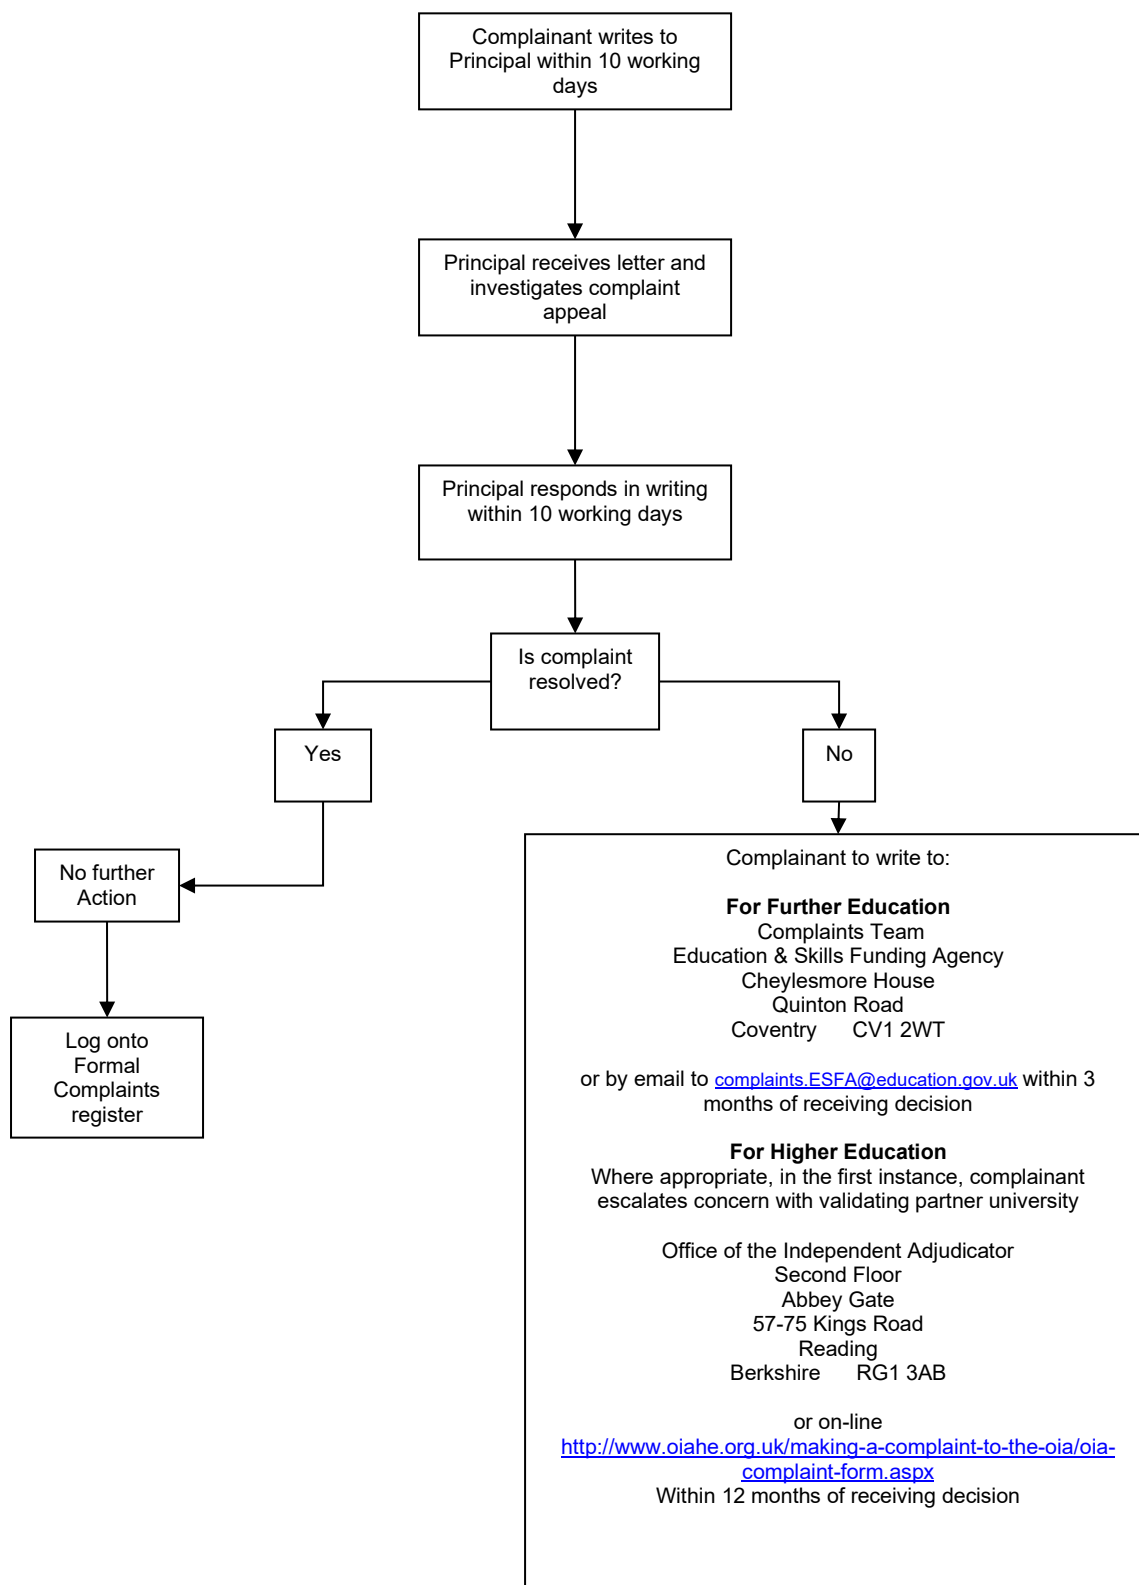 Complainant writes to
Principal within 10 working
days
Principal receives letter and
investigates complaint
appeal
Principal responds in writing
within 10 working days
Is complaint
resolved?
Yes
No
No further
Action
Log onto
Formal
Complaints
register
Complainant to write to:
For Further Education
Complaints Team
Education & Skills Funding Agency
Cheylesmore House
Quinton Road
Coventry CV1 2WT
or by email to complaints.ESFA@education.gov.uk within 3
months of receiving decision
For Higher Education
Where appropriate, in the first instance, complainant
escalates concern with validating partner university
Office of the Independent Adjudicator
Second Floor
Abbey Gate
57-75 Kings Road
Reading
Berkshire RG1 3AB
or on-line
http://www.oiahe.org.uk/making-a-complaint-to-the-oia/oia-
complaint-form.aspx
Within 12 months of receiving decision